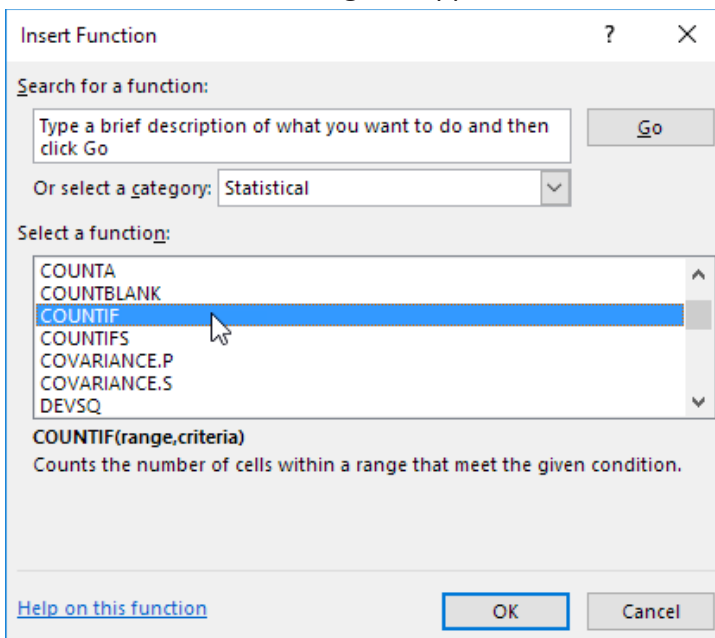 Insert Function ? X
Search for a function:
Type a brief description of what you want to do and then
click Go
Go
Or select a category: Statistical
Select a function:
COUNTA
COUNTBLANK
COUNTIF
COUNTIFS
COVARIANCE.P
COVARIANCE.S
DEVSQ
COUNTIF(range,criteria)
Counts the number of cells within a range that meet the given condition.
Help on this function
OK
Cancel